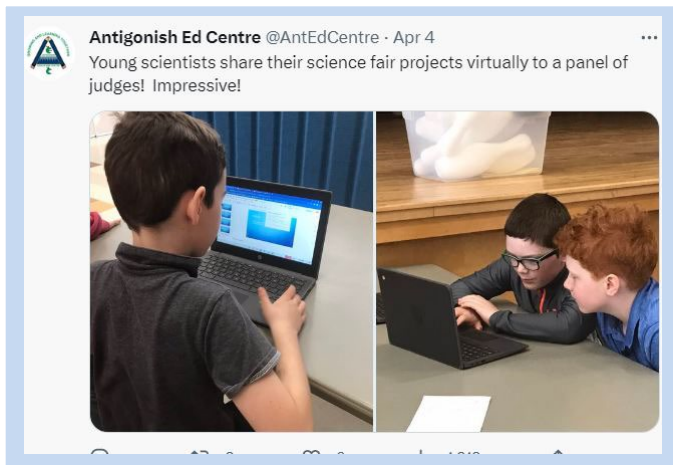 Antigonish Ed Centre @AntEdCentre · Apr 4
Young scientists share their science fair projects virtually to a panel of
judges! Impressive!